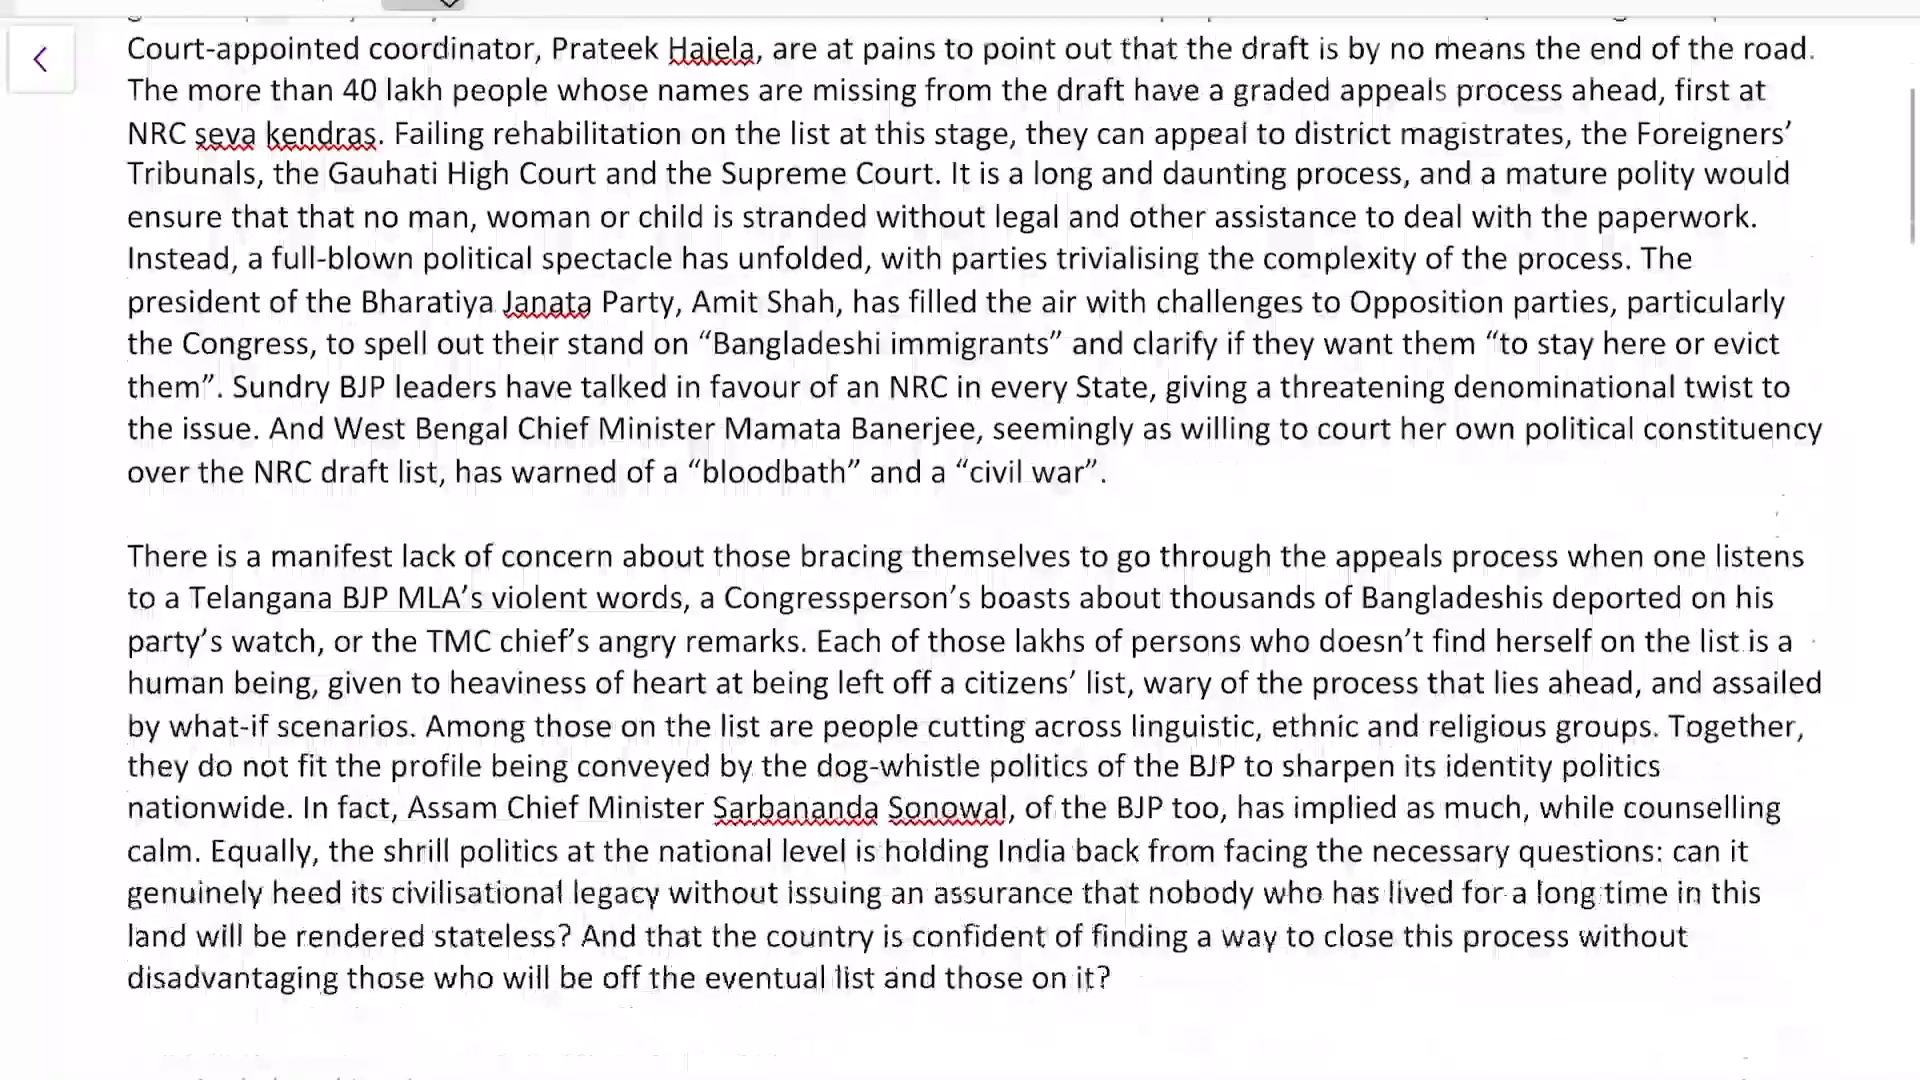 Court-appointed coordinator, Prateek Hajela, are at pains to point out that the draft is by no means the end of the road.
The more than 40 lakh people whose names are missing from the draft have a graded appeals process ahead, first at
NRC seva kendras. Failing rehabilitation on the list at this stage, they can appeal to district magistrates, the Foreigners’
Tribunals, the Gauhati High Court and the Supreme Court. It is a long and daunting process, and a mature polity would
ensure that that no man, woman or child is stranded without legal and other assistance to deal with the paperwork.
Instead, a full-blown political spectacle has unfolded, with parties trivialising the complexity of the process. The
president of the Bharatiya Janata Party, Amit Shah, has filled the air with challenges to Opposition parties, particularly
the Congress, to spell out their stand on “Bangladeshi immigrants” and clarify if they want them “to stay here or evict
them”. Sundry BJP leaders have talked in favour of an NRC in every State, giving a threatening denominational twist to
the issue. And West Bengal Chief Minister Mamata Banerjee, seemingly as willing to court her own political constituency
over the NRC draft list, has warned of a “bloodbath” and a “civil war”.
There is a manifest lack of concern about those bracing themselves to go through the appeals process when one listens
to a Telangana BJP MLA’s violent words, a Congressperson’s boasts about thousands of Bangladeshis deported on his
party’s watch, or the TMC chief’s angry remarks. Each of those lakhs of persons who doesn’t find herself on the list is a
human being, given to heaviness of heart at being left off a citizens’ list, wary of the process that lies ahead, and assailed
by what-if scenarios. Among those on the list are people cutting across linguistic, ethnic and religious groups. Together,
they do not fit the profile being conveyed by the dog-whistle politics of the BJP to sharpen its identity politics
nationwide. In fact, Assam Chief Minister Sarbananda Sonowal, of the BJP too, has implied as much, while counselling
calm. Equally, the shrill politics at the national level is holding India back from facing the necessary questions: can it
genuinely heed its civilisational legacy without issuing an assurance that nobody who has lived for a long time in this
land will be rendered stateless? And that the country is confident of finding a way to close this process without
disadvantaging those who will be off the eventual list and those on it?